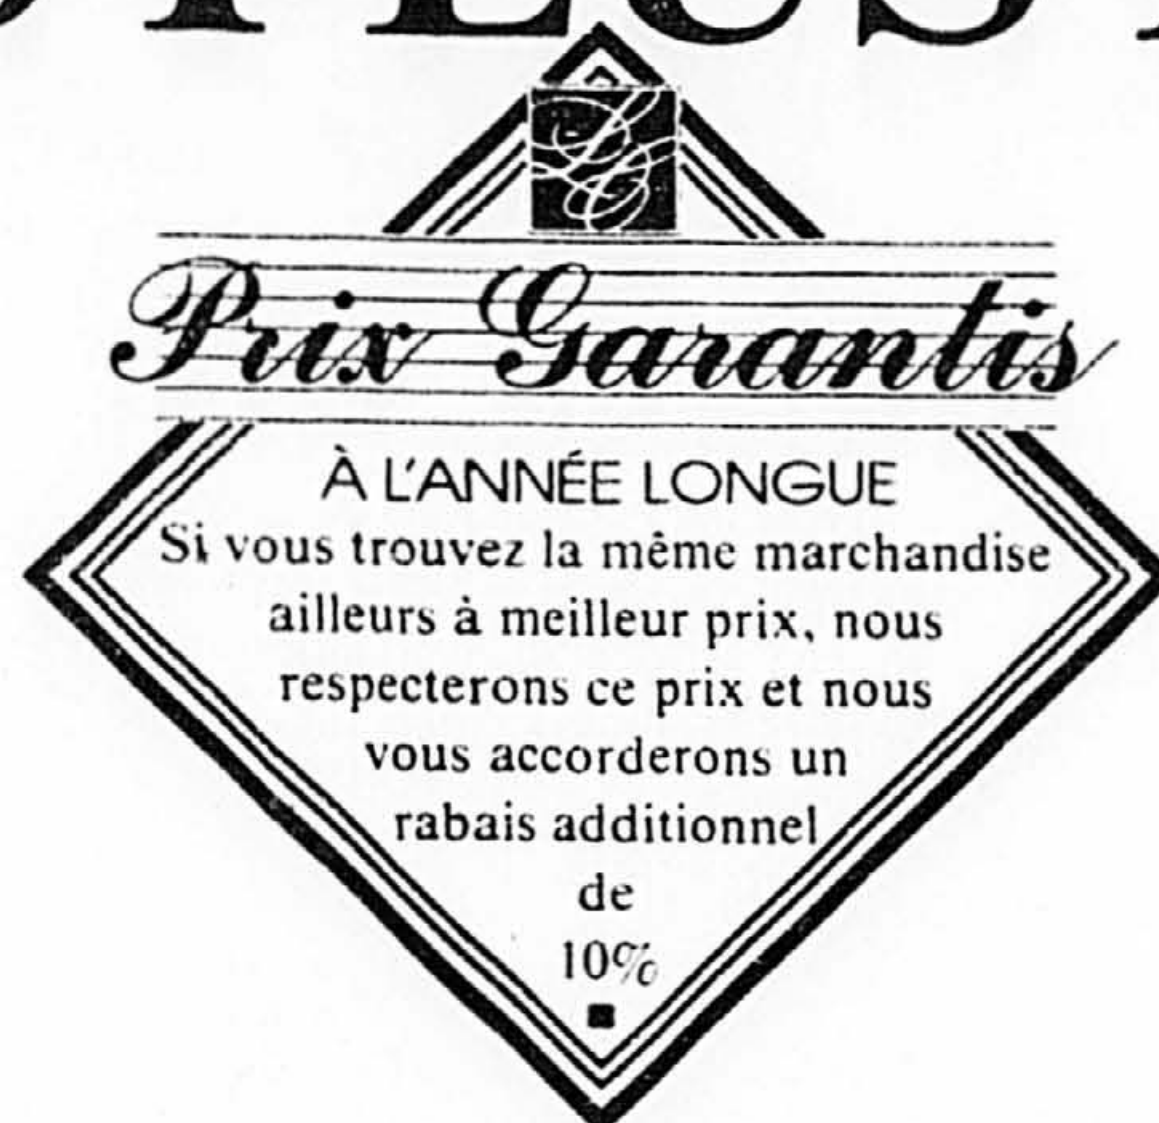 PLUS
Prix Garantis
À L'ANNÉE LONGUE
Si vous trouvez la même marchandise
ailleurs à meilleur prix, nous
respecterons ce prix et nous
vous accorderons un
rabais additionnel
de
10%